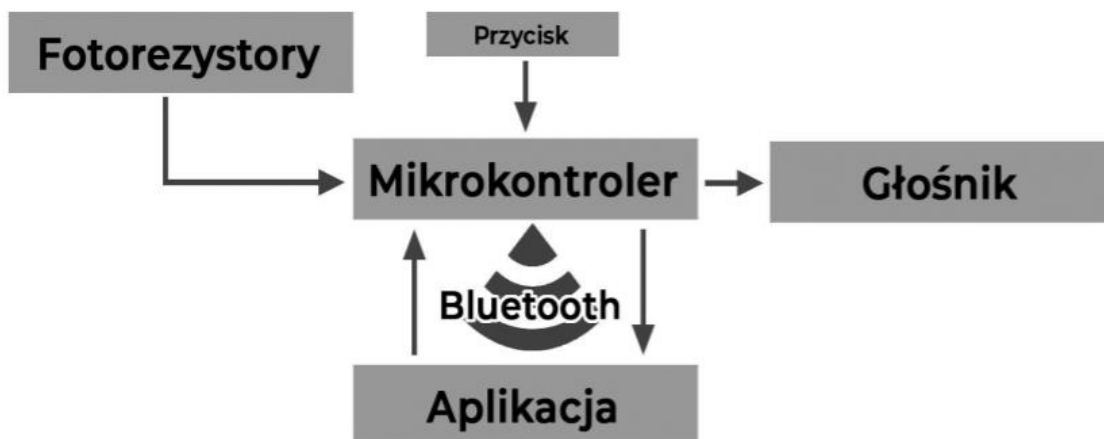 Fotorezystory
Przycisk
Mikrokontroler
Głośnik
Bluetooth
Aplikacja